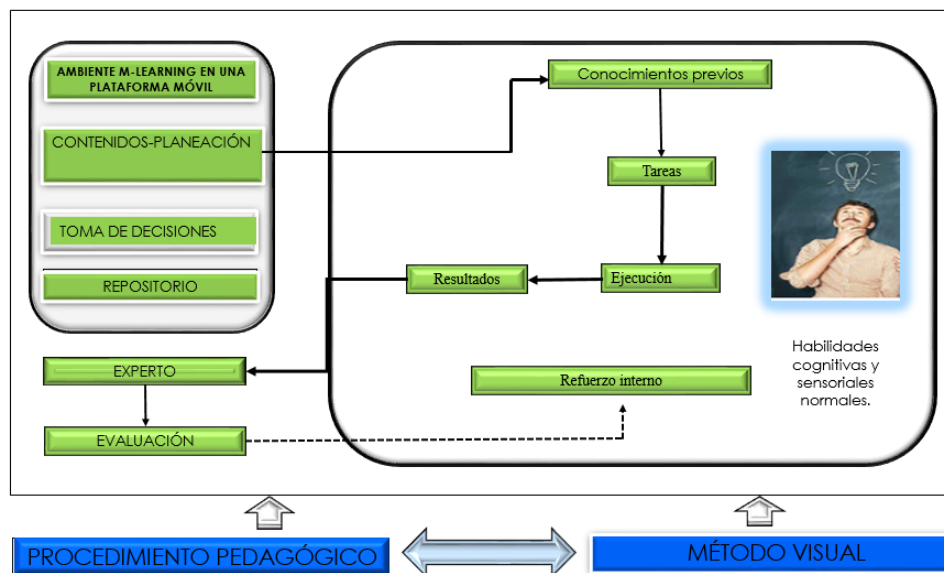 AMBIENTE M-LEARNING EN UNA
PLATAFORMA MÓVIL
CONTENIDOS-PLANEACIÓN
TOMA DE DECISIONES
REPOSITORIO
EXPERTO
EVALUACIÓN
Conocimientos previos
Tareas
Ejecución
Resultados
Refuerzo interno
Habilidades
cognitivas y
sensoriales
normales.
PROCEDIMIENTO PEDAGÓGICO
MÉTODO VISUAL